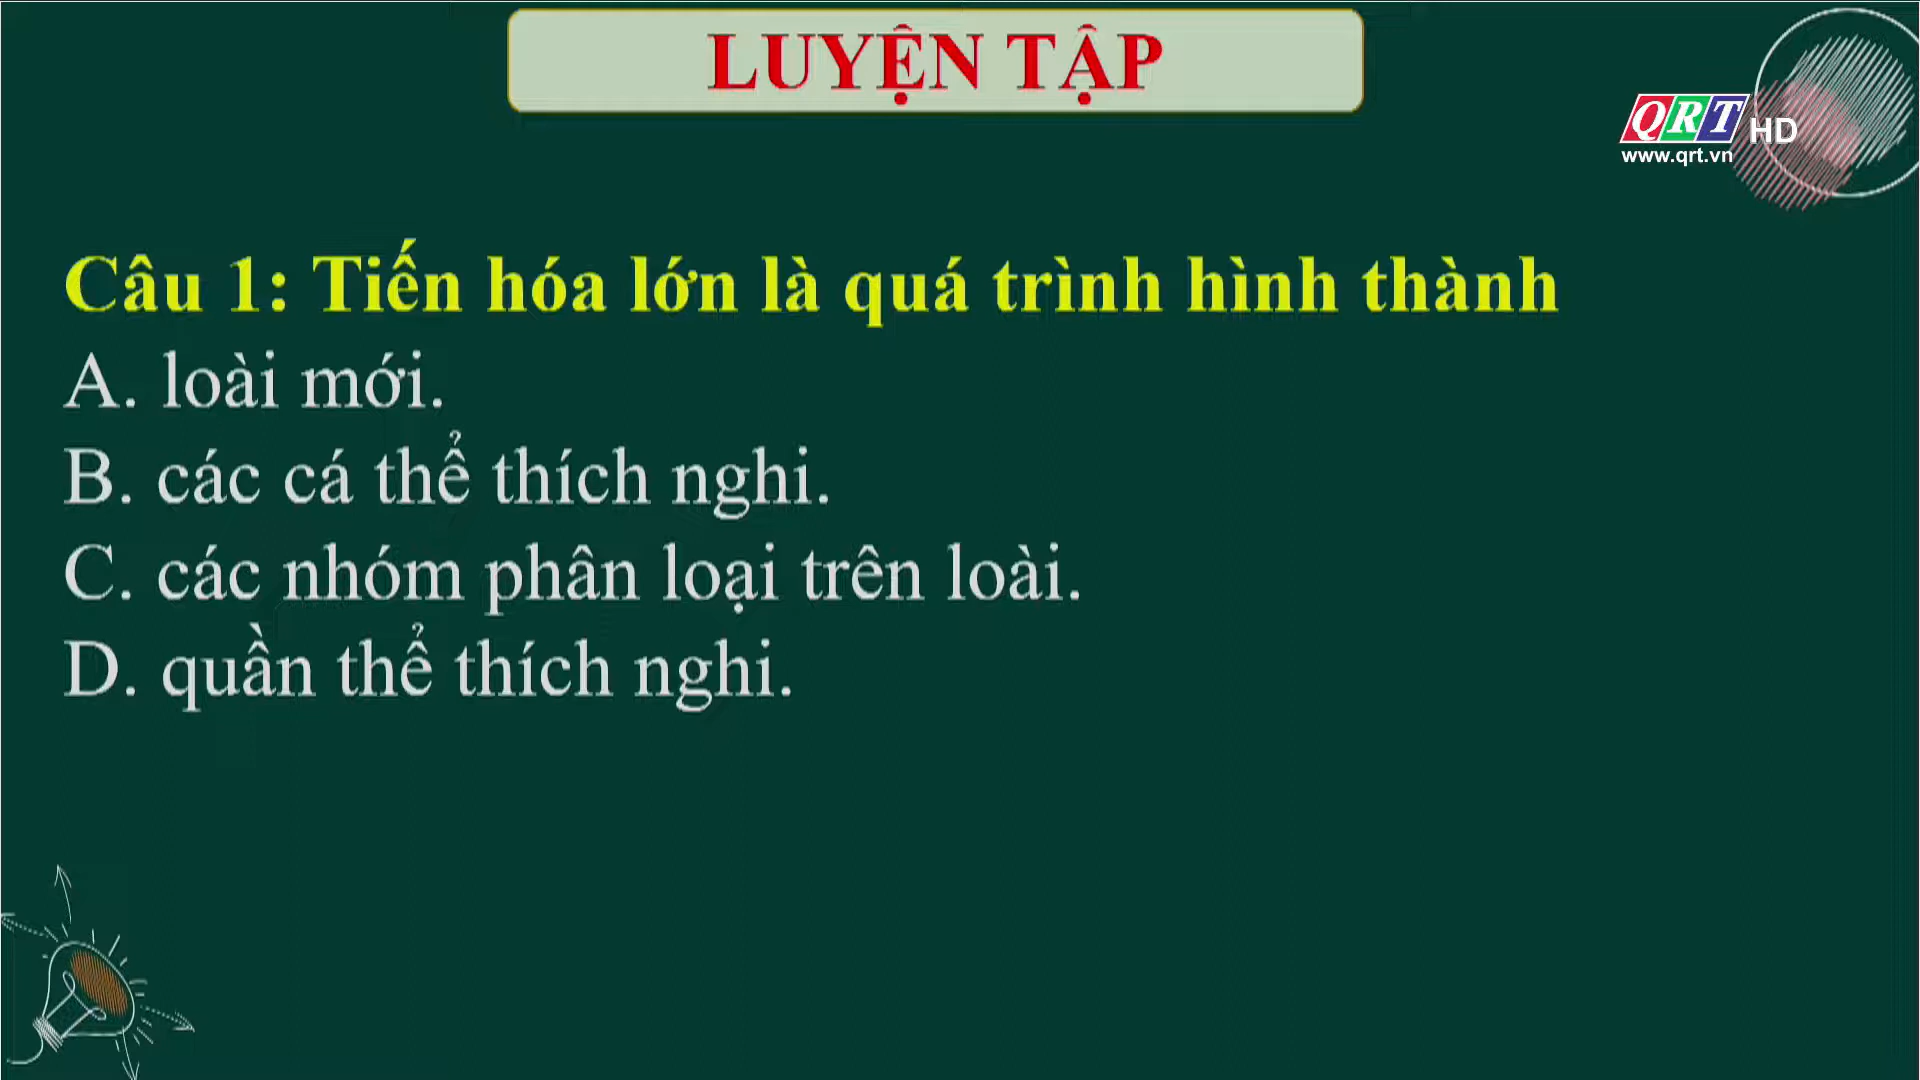 LUYỆN TẬP
QRT HD
www.qrt.vn
Câu 1: Tiến hóa lớn là quá trình hình thành
A. loài mới.
B. các cá thể thích nghi.
C. các nhóm phân loại trên loài.
D. quần thể thích nghi.